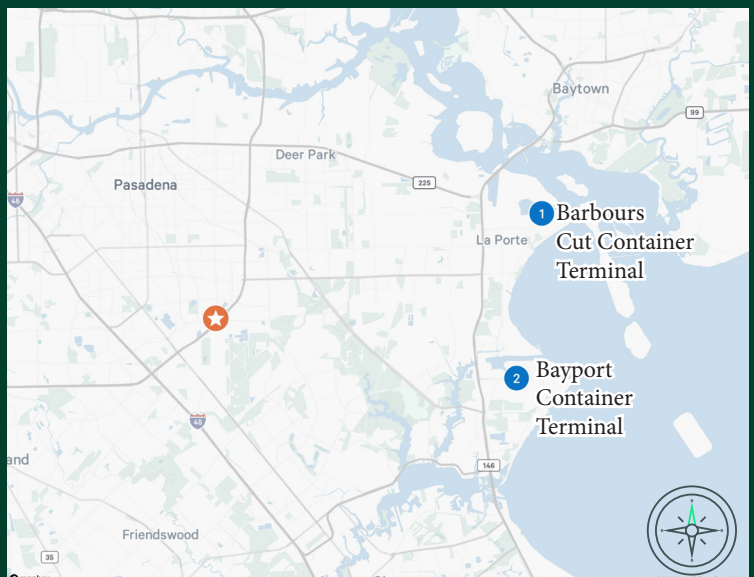 Baytown
99
Deer Park
Pasadena
225
45
1
Barbours
Cut Container
Terminal
La Porte
2
Bayport
Container
Terminal
45
146
and
Friendswood
35